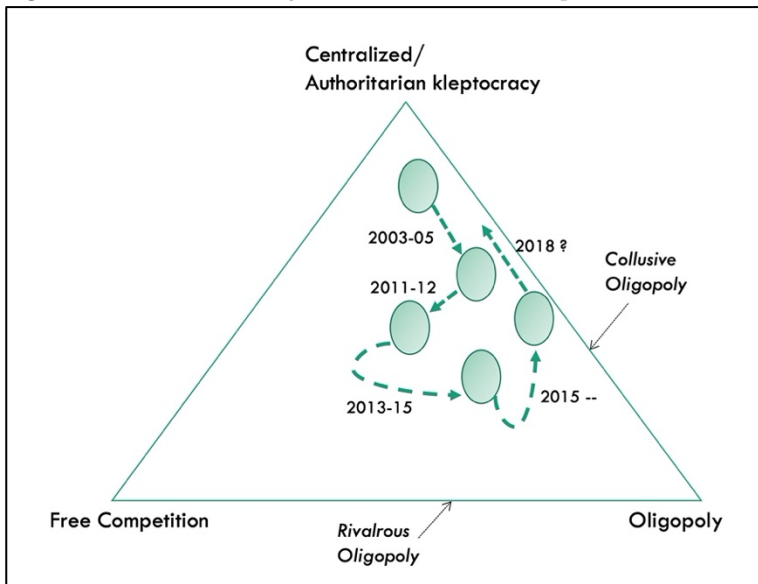 Centralized/
Authoritarian kleptocracy
2003-05
2018 ?
Collusive
Oligopoly
2011-12
2013-15
2015 --
Free Competition
Rivalrous
Oligopoly
Oligopoly